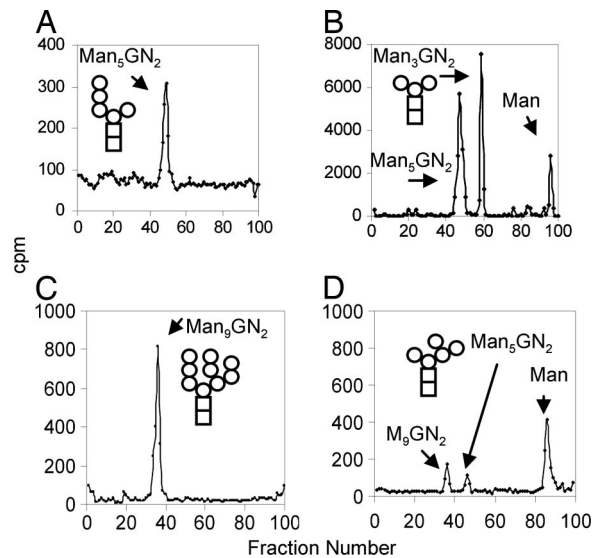 A
400
300
200
100
0
Man5GN2
0 20 40 60 80 100
B
8000
6000
4000
2000
0
Man3GN2
Man
Man5GN2
0 20 40 60 80 100
cpm
C
1000
800
600
400
200
0
Man9GN2
0 20 40 60 80 100
D
1000
800
600
400
200
0
Man5GN2
Man
M9GN2
0 20 40 60 80 100
Fraction Number